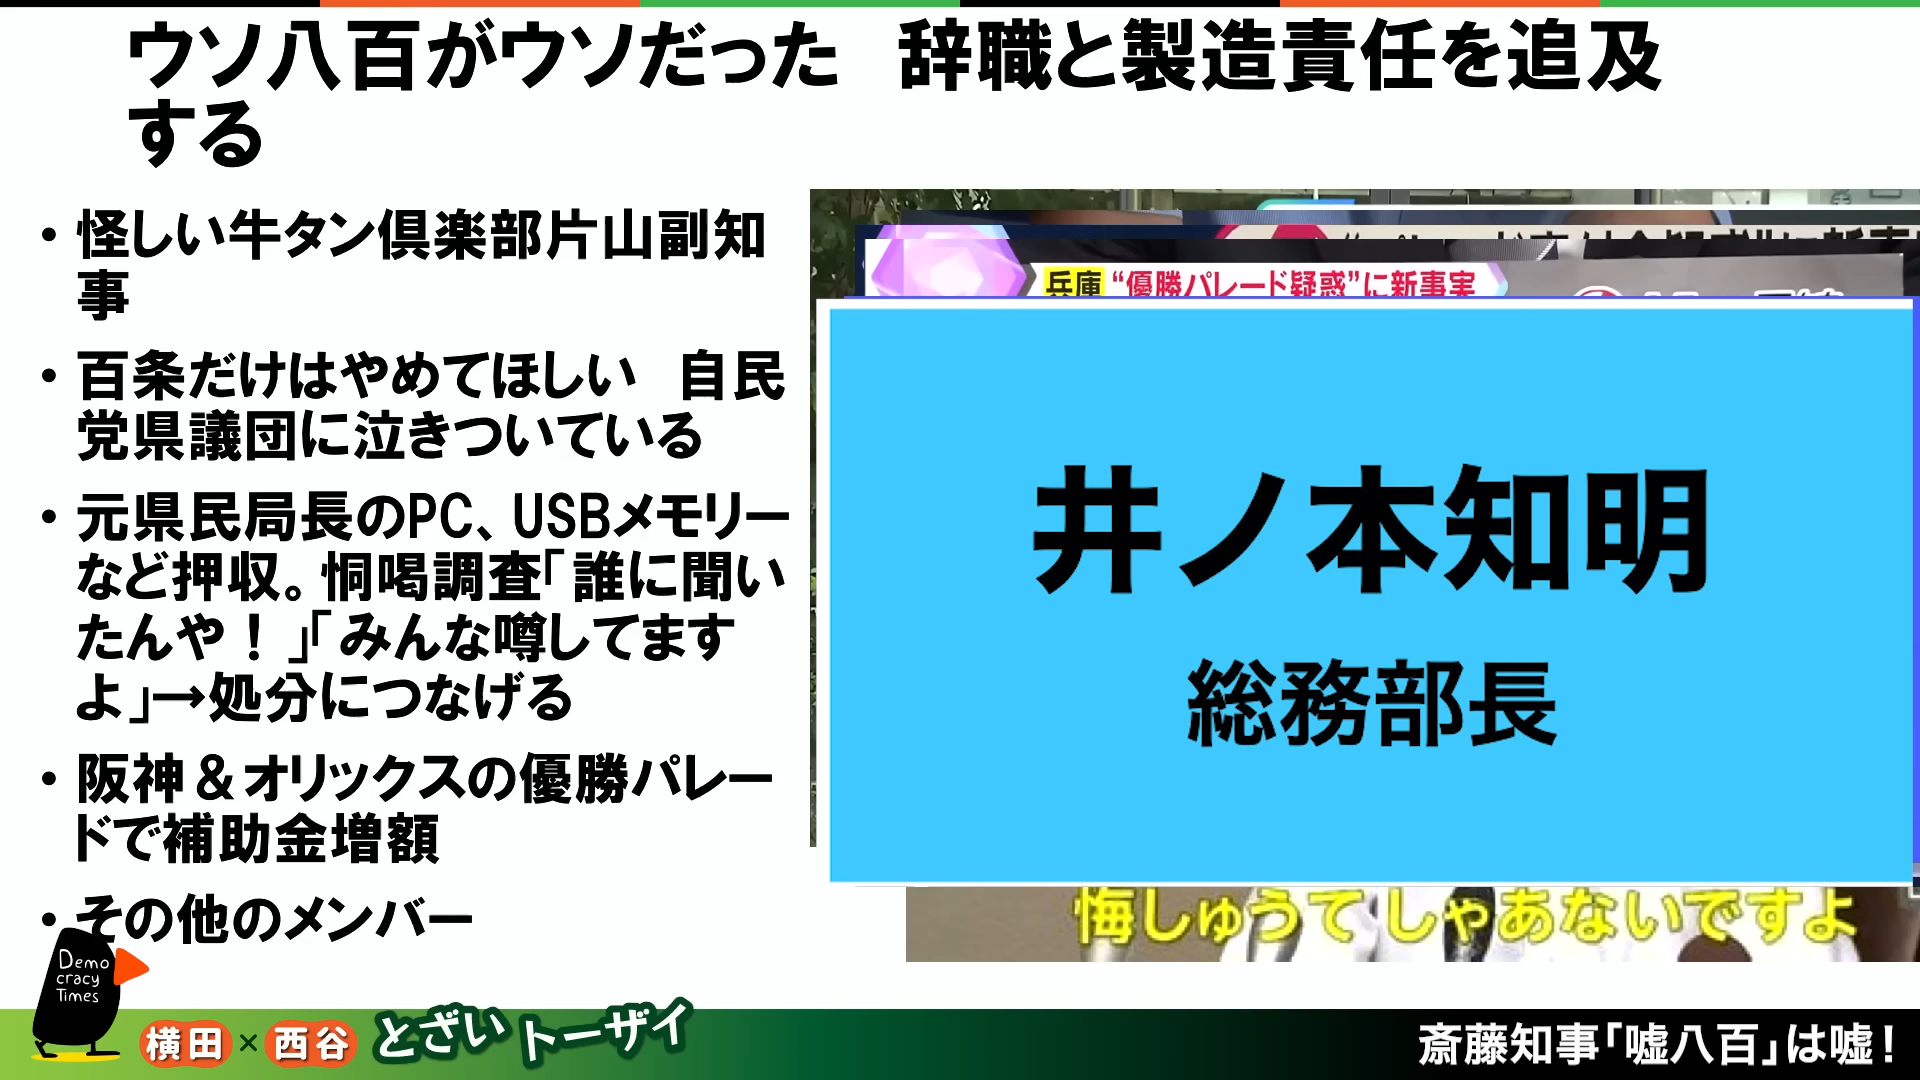 ウソ八百がウソだった　辞職と製造責任を追及
する
・怪しい牛タン倶楽部片山副知
事
・百条だけはやめてほしい　自民
党県議団に泣きついている
・元県民局長のPC、USBメモリー
など押収。恫喝調査「誰に聞い
たんや！」「みんな噂してます
よ」→処分につなげる
・阪神＆オリックスの優勝パレー
ドで補助金増額
・その他のメンバー
兵庫 “優勝パレード疑惑”に新事実
井ノ本知明
総務部長
悔しゅうてしゃあないですよ
Demo
cracy
Times
横田×西谷 とざいトーザイ
斎藤知事「嘘八百」は嘘！